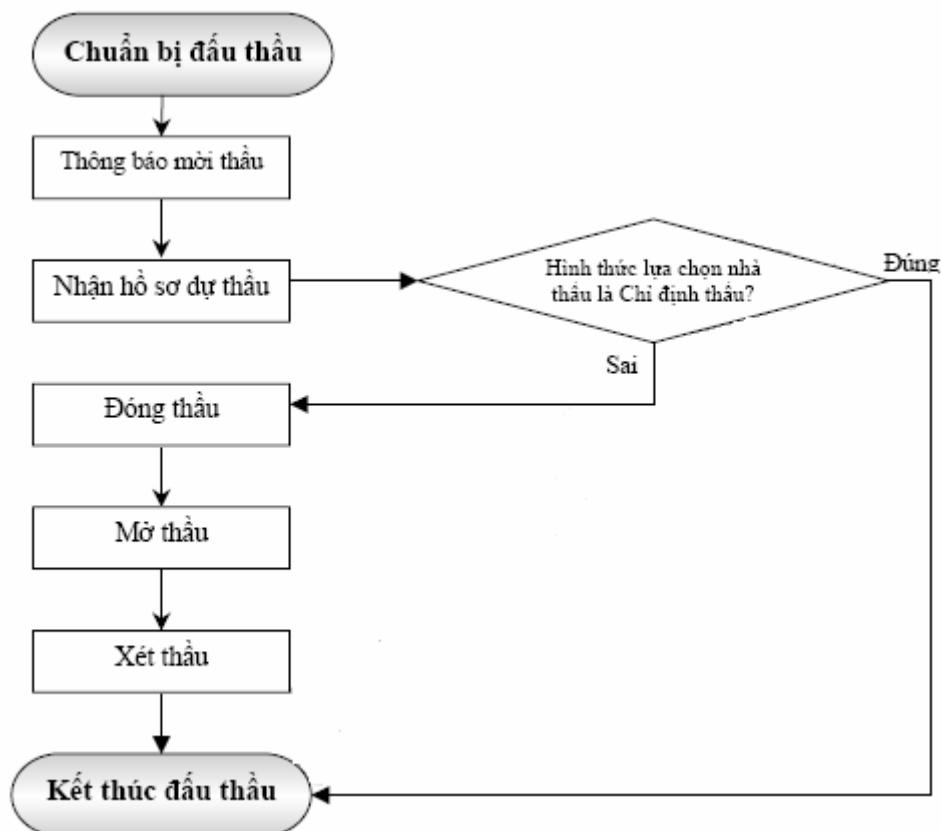 Chuẩn bị đấu thầu
Thông báo mời thầu
Nhận hồ sơ dự thầu
Hình thức lựa chọn nhà
thầu là Chỉ định thầu?
Đúng
Sai
Đóng thầu
Mở thầu
Xét thầu
Kết thúc đấu thầu